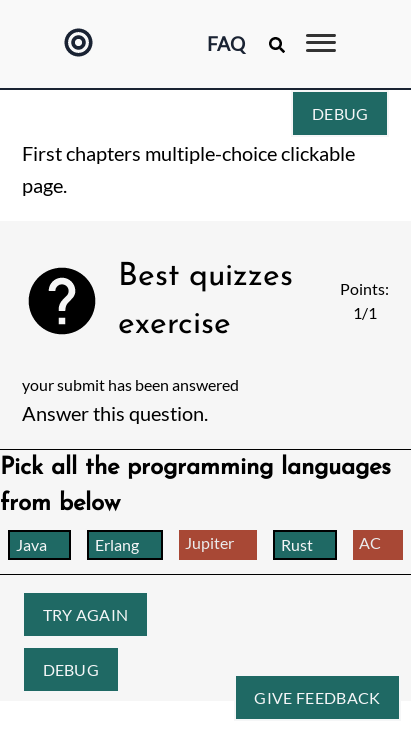 FAQ
DEBUG
First chapters multiple-choice clickable
page.
Best quizzes
exercise
Points:
1/1
your submit has been answered
Answer this question.
Pick all the programming languages
from below
Java Erlang Jupiter Rust AC
TRY AGAIN
DEBUG
GIVE FEEDBACK